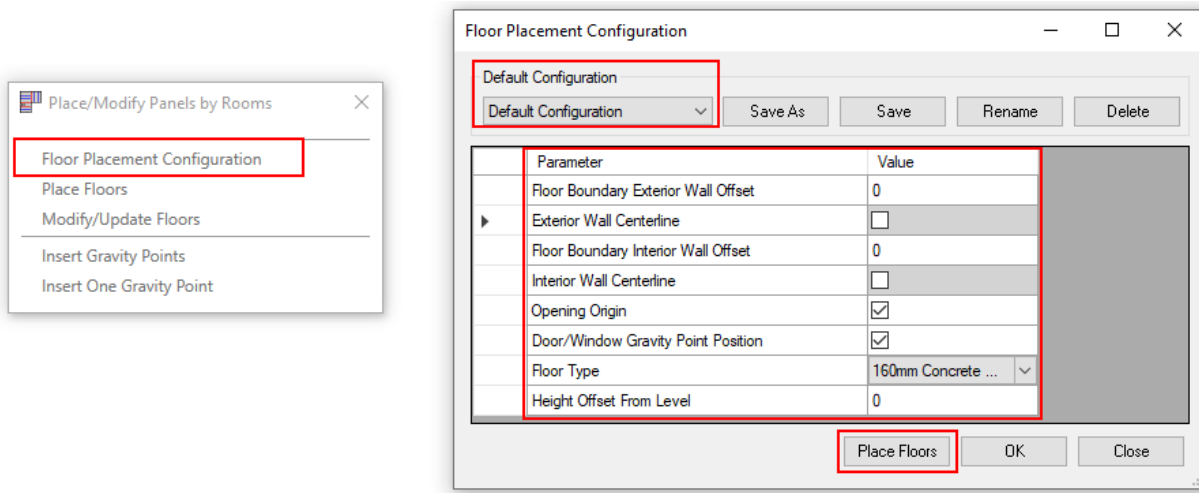 Place/Modify Panels by Rooms
Floor Placement Configuration
Place Floors
Modify/Update Floors
Insert Gravity Points
Insert One Gravity Point
Floor Placement Configuration
Default Configuration
Default Configuration Save As Save Rename Delete
Parameter Value
Floor Boundary Exterior Wall Offset 0
Exterior Wall Centerline
Floor Boundary Interior Wall Offset 0
Interior Wall Centerline
Opening Origin
Door/Window Gravity Point Position
Floor Type 160mm Concrete ...
Height Offset From Level 0
Place Floors OK Close